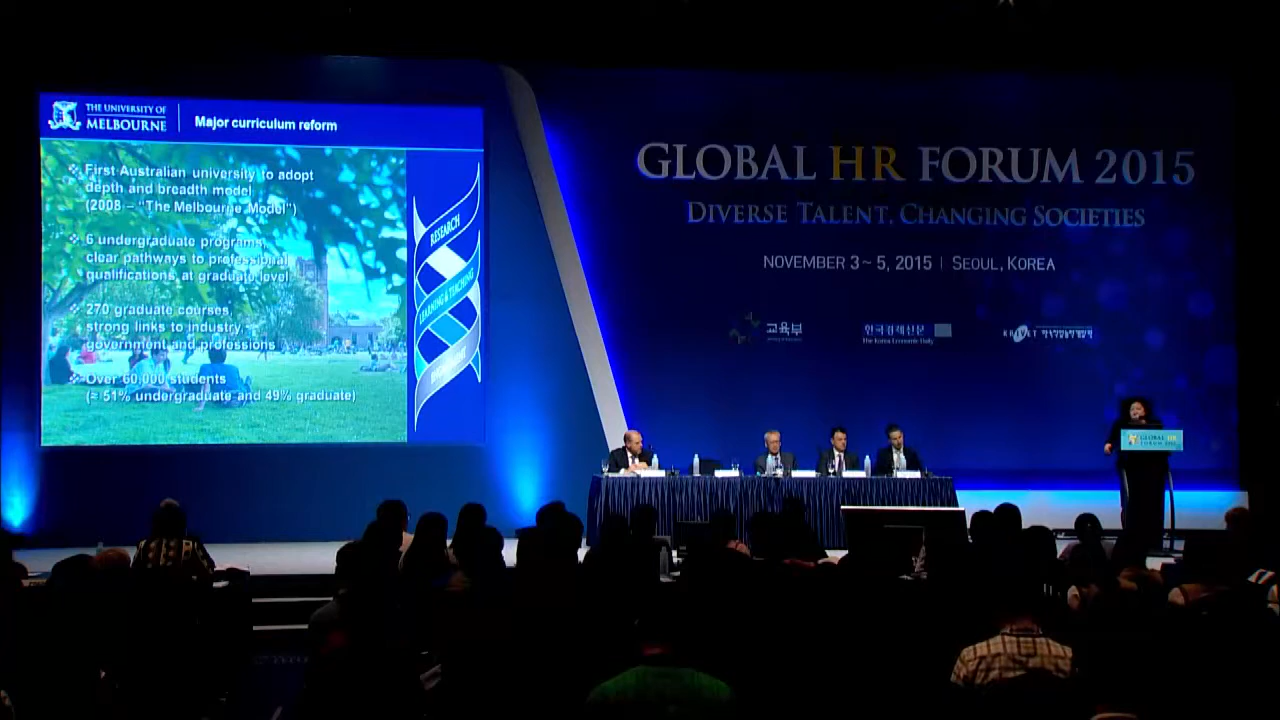 THE UNIVERSITY OF
MELBOURNE
Major curriculum reform
First Australian university to adopt
depth and breadth model
(2008 – "The Melbourne Model")
6 undergraduate programs,
clear pathways to professional
qualifications at graduate level
270 graduate courses,
strong links to industry,
government and professions
Over 60,000 students
(≈ 51% undergraduate and 49% graduate)
RESEARCH
LEARNING & TEACHING
GLOBAL HR FORUM 2015
DIVERSE TALENT, CHANGING SOCIETIES
NOVEMBER 3 ~ 5, 2015 | SEOUL, KOREA
교육부
한국경제신문
The Korea Economic Daily
KRIVET
GLOBAL HR
FORUM 2015